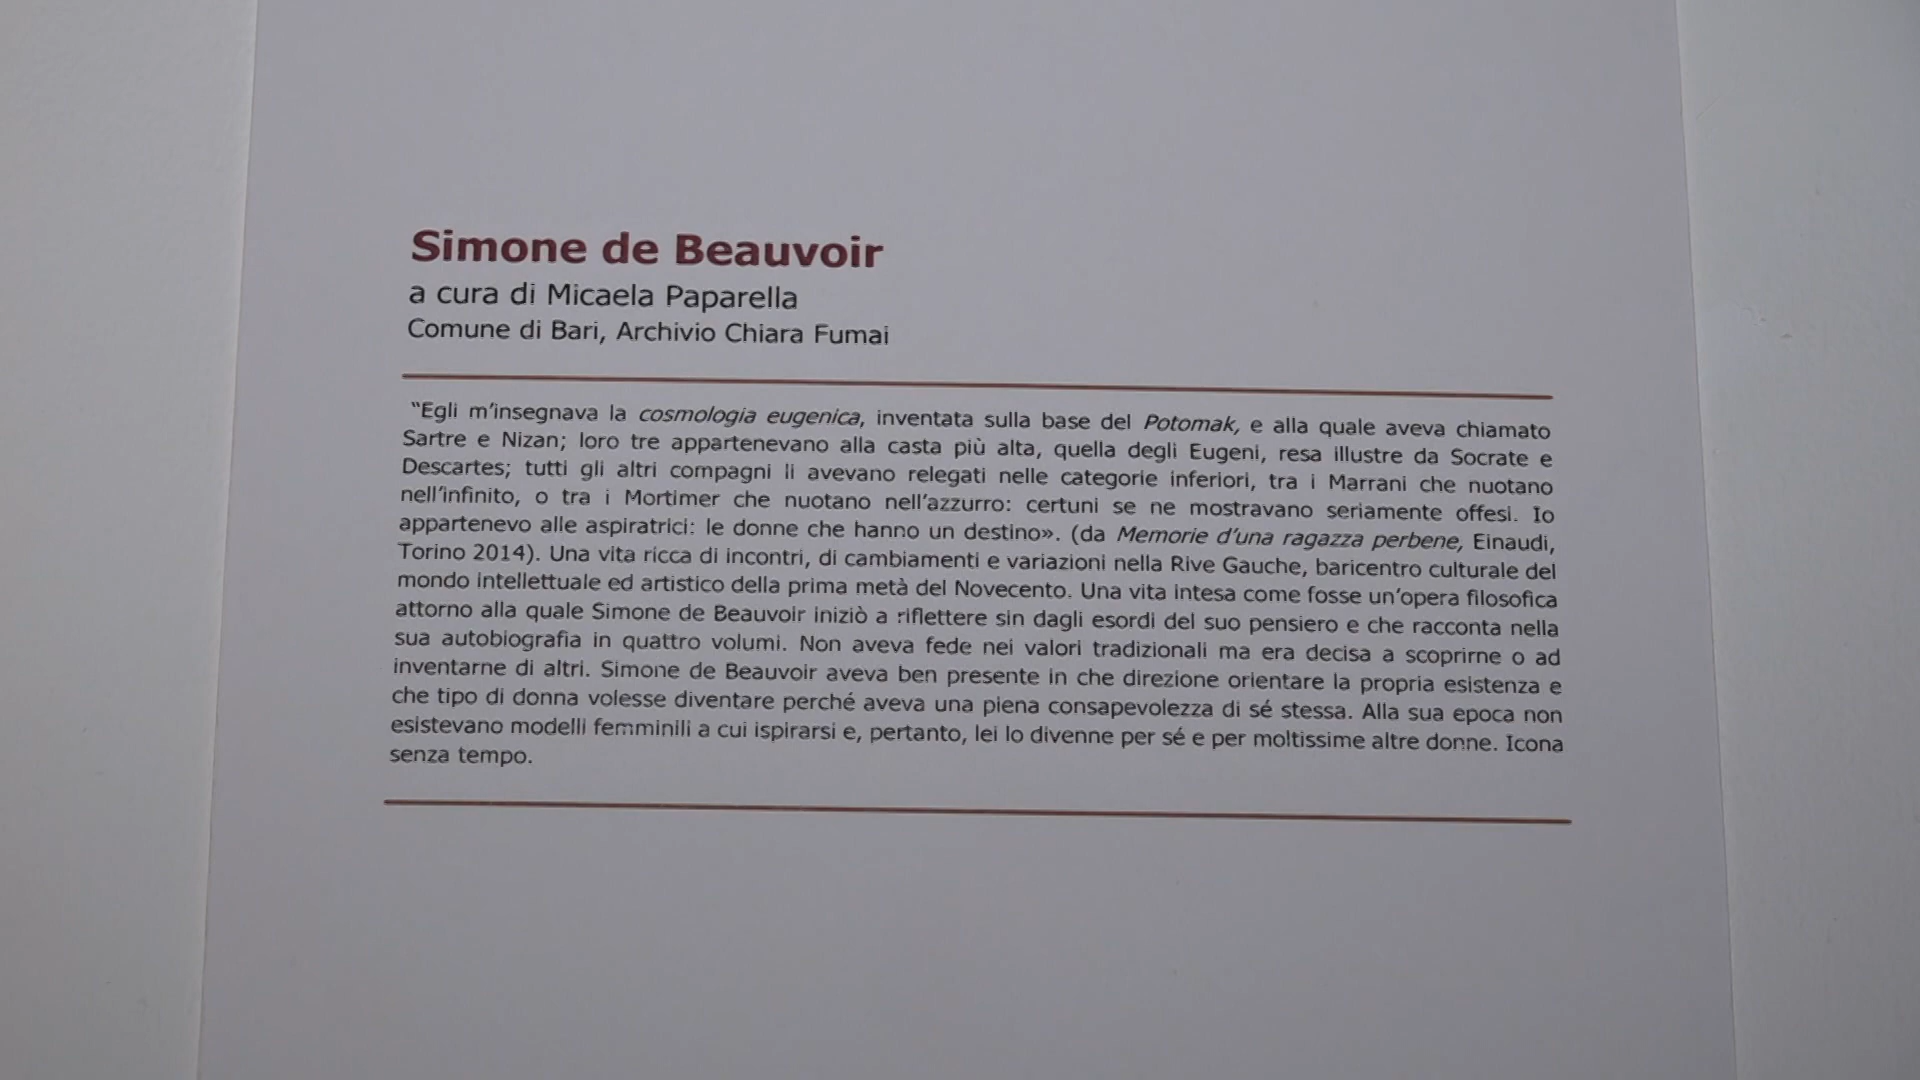 Simone de Beauvoir
a cura di Micaela Paparella
Comune di Bari, Archivio Chiara Fumai
“Egli m’insegnava la cosmologia eugenica, inventata sulla base del Potomak, e alla quale aveva chiamato
Sartre e Nizan; loro tre appartenevano alla casta più alta, quella degli Eugeni, resa illustre da Socrate e
Descartes; tutti gli altri compagni li avevano relegati nelle categorie inferiori, tra i Marrani che nuotano
nell’infinito, o tra i Mortimer che nuotano nell’azzurro: certuni se ne mostravano seriamente offesi. Io
appartenevo alle aspiratrici: le donne che hanno un destino». (da Memorie d’una ragazza perbene, Einaudi,
Torino 2014). Una vita ricca di incontri, di cambiamenti e variazioni nella Rive Gauche, baricentro culturale del
mondo intellettuale ed artistico della prima metà del Novecento. Una vita intesa come fosse un’opera filosofica
attorno alla quale Simone de Beauvoir iniziò a riflettere sin dagli esordi del suo pensiero e che racconta nella
sua autobiografia in quattro volumi. Non aveva fede nei valori tradizionali ma era decisa a scoprirne o ad
inventarne di altri. Simone de Beauvoir aveva ben presente in che direzione orientare la propria esistenza e
che tipo di donna volesse diventare perché aveva una piena consapevolezza di sé stessa. Alla sua epoca non
esistevano modelli femminili a cui ispirarsi e, pertanto, lei lo divenne per sé e per moltissime altre donne. Icona
senza tempo.